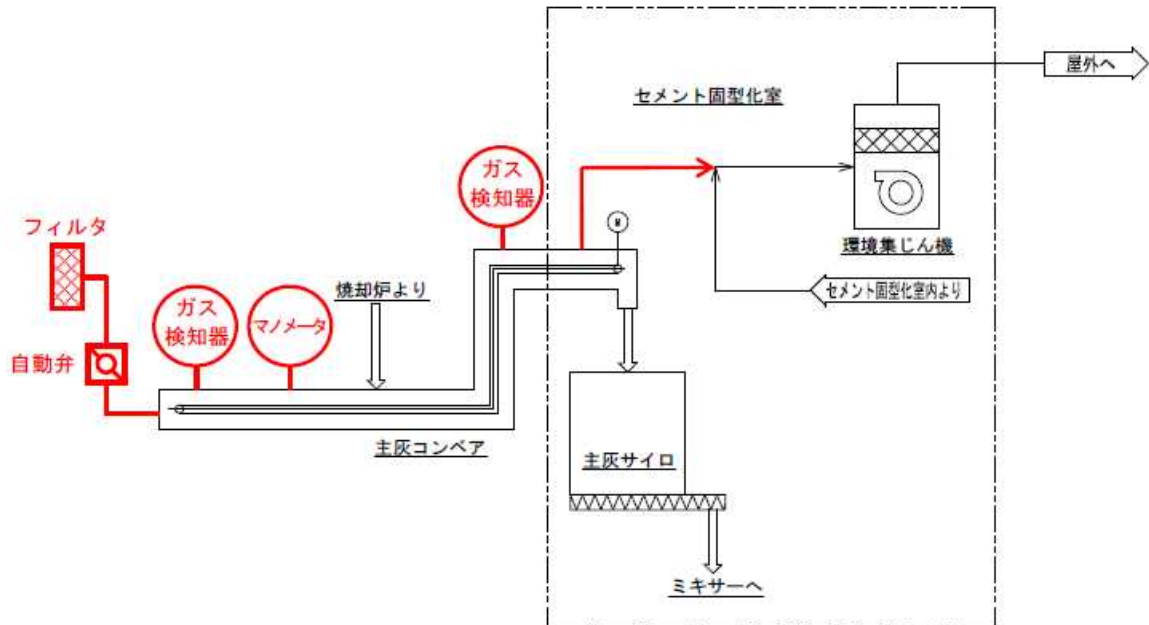 屋外へ
セメント固型化室
ガス
検知器
環境集じん機
フィルタ
M
セメント固型化室内より
焼却炉より
ガス
検知器
マノメータ
自動弁
主灰コンベア
主灰サイロ
ミキサーへ